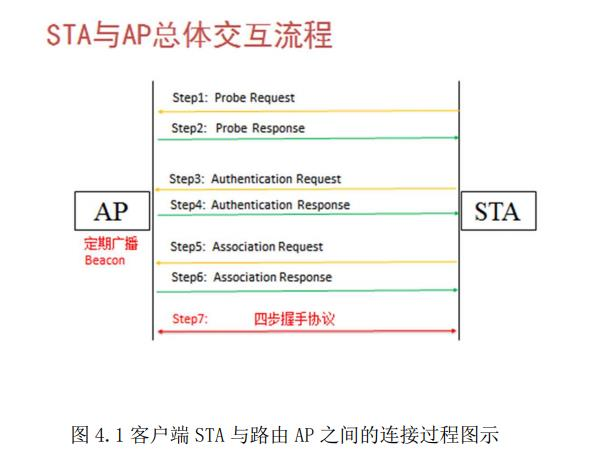 STA与AP总体交互流程
Step1: Probe Request
Step2: Probe Response
Step3: Authentication Request
Step4: Authentication Response
AP
STA
定期广播
Beacon
Step5: Association Request
Step6: Association Response
Step7: 四步握手协议
图 4.1 客户端 STA 与路由 AP 之间的连接过程图示